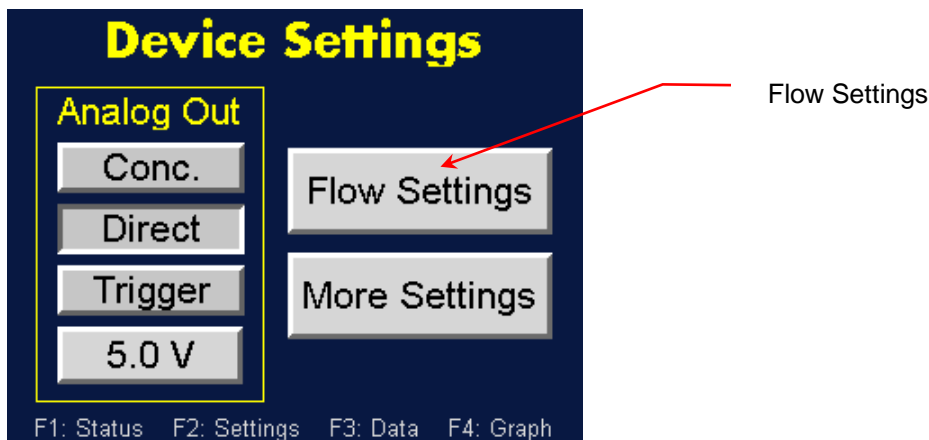 Device Settings
Analog Out
Conc.
Direct
Trigger
5.0 V
Flow Settings
More Settings
F1: Status F2: Settings F3: Data F4: Graph
Flow Settings